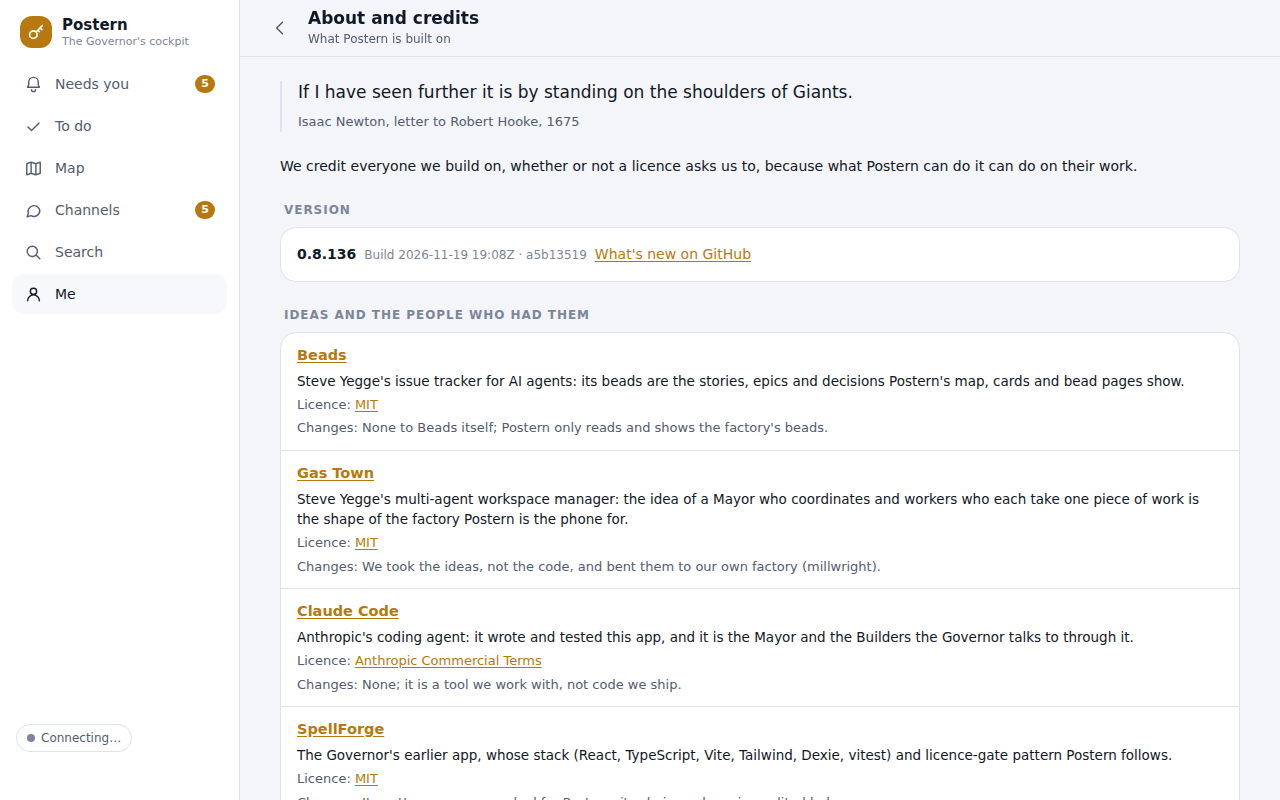 Postern
The Governor's cockpit
Needs you 5
To do
Map
Channels 5
Search
Me
Connecting...
About and credits
What Postern is built on
If I have seen further it is by standing on the shoulders of Giants.
Isaac Newton, letter to Robert Hooke, 1675
We credit everyone we build on, whether or not a licence asks us to, because what Postern can do it can do on their work.
VERSION
0.8.136 Build 2026-11-19 19:08Z · a5b13519 What's new on GitHub
IDEAS AND THE PEOPLE WHO HAD THEM
Beads
Steve Yegge's issue tracker for AI agents: its beads are the stories, epics and decisions Postern's map, cards and bead pages show.
Licence: MIT
Changes: None to Beads itself; Postern only reads and shows the factory's beads.
Gas Town
Steve Yegge's multi-agent workspace manager: the idea of a Mayor who coordinates and workers who each take one piece of work is
the shape of the factory Postern is the phone for.
Licence: MIT
Changes: We took the ideas, not the code, and bent them to our own factory (millwright).
Claude Code
Anthropic's coding agent: it wrote and tested this app, and it is the Mayor and the Builders the Governor talks to through it.
Licence: Anthropic Commercial Terms
Changes: None; it is a tool we work with, not code we ship.
SpellForge
The Governor's earlier app, whose stack (React, TypeScript, Vite, Tailwind, Dexie, vitest) and licence-gate pattern Postern follows.
Licence: MIT